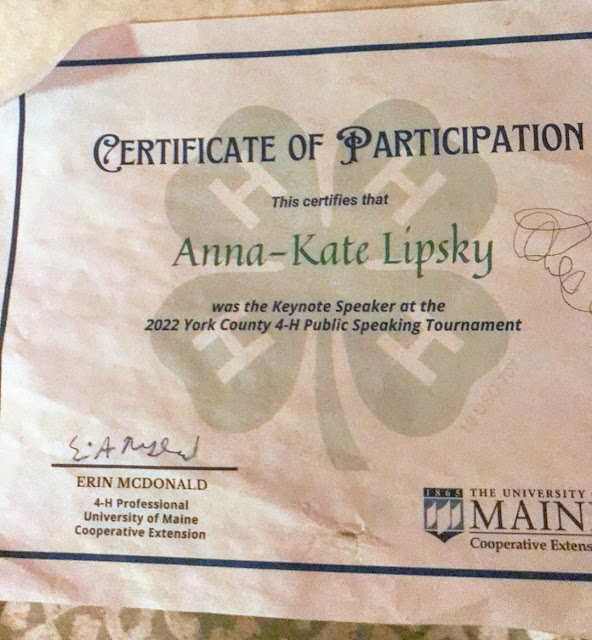 CERTIFICATE OF PARTICIPATION
This certifies that
Anna-Kate Lipsky
was the Keynote Speaker at the
2022 York County 4-H Public Speaking Tournament
H
H
H
H
ERIN MCDONALD
4-H Professional
University of Maine
Cooperative Extension
1865 THE UNIVERSITY
MAIN
Cooperative Extens